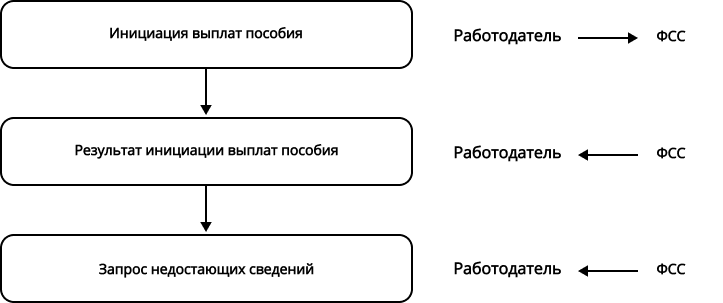 Инициация выплат пособия
Работодатель ФСС
Результат инициации выплат пособия
Работодатель ФСС
Запрос недостающих сведений
Работодатель ФСС